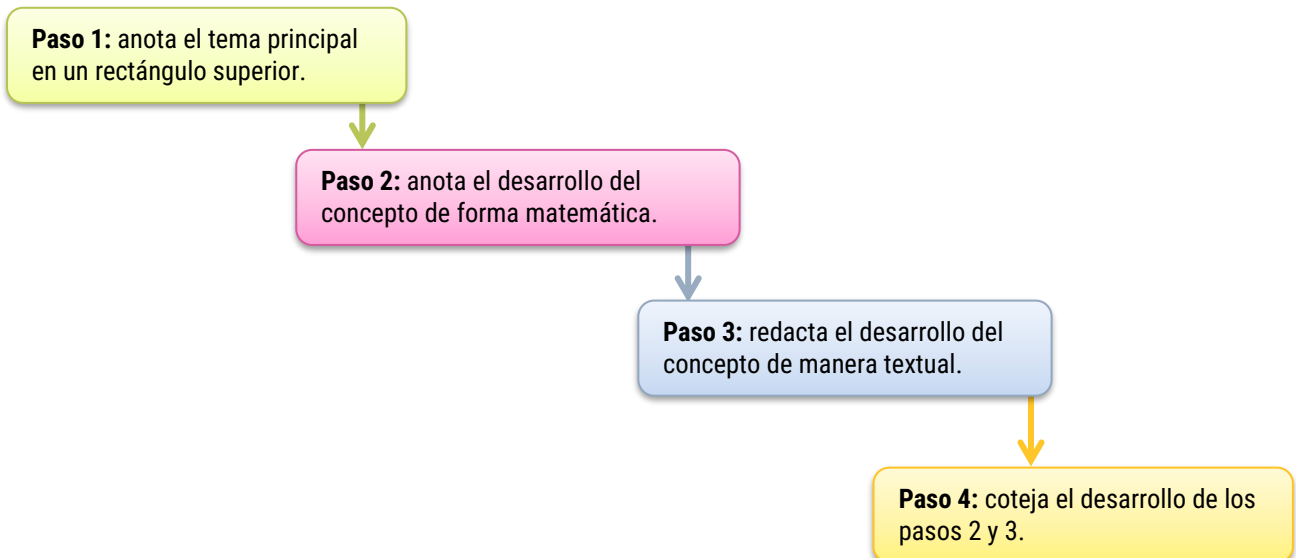 Paso 1: anota el tema principal
en un rectángulo superior.
Paso 2: anota el desarrollo del
concepto de forma matemática.
Paso 3: redacta el desarrollo del
concepto de manera textual.
Paso 4: coteja el desarrollo de los
pasos 2 y 3.